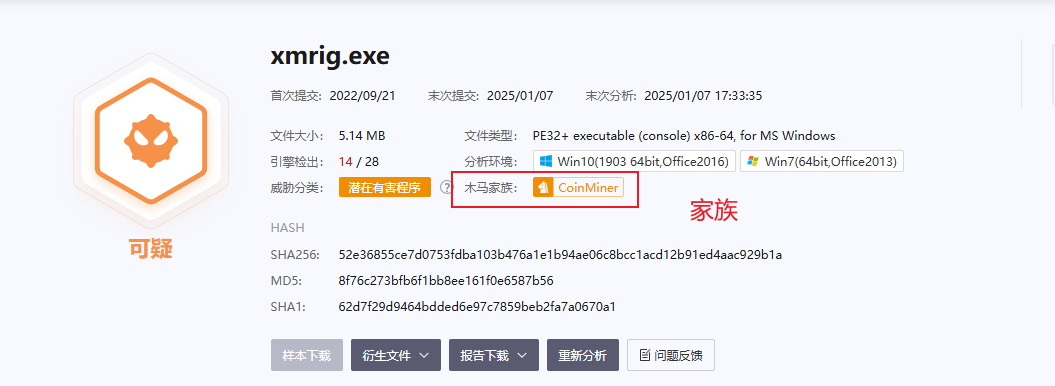 xmrig.exe
首次提交: 2022/09/21 末次提交: 2025/01/07 末次分析: 2025/01/07 17:33:35
文件大小: 5.14 MB 文件类型: PE32+ executable (console) x86-64, for MS Windows
引擎检出: 14 / 28 分析环境: Win10(1903 64bit,Office2016) Win7(64bit,Office2013)
威胁分类: 潜在有害程序 ? 木马家族: CoinMiner
家族
可疑
HASH
SHA256: 52e36855ce7d0753fdba103b476a1e1b94ae06c8bcc1acd12b91ed4aac929b1a
MD5: 8f76c273bfb6f1bb8ee161f0e6587b56
SHA1: 62d7f29d9464bdded6e97c7859beb2fa7a0670a1
样本下载 衍生文件 报告下载 重新分析 问题反馈